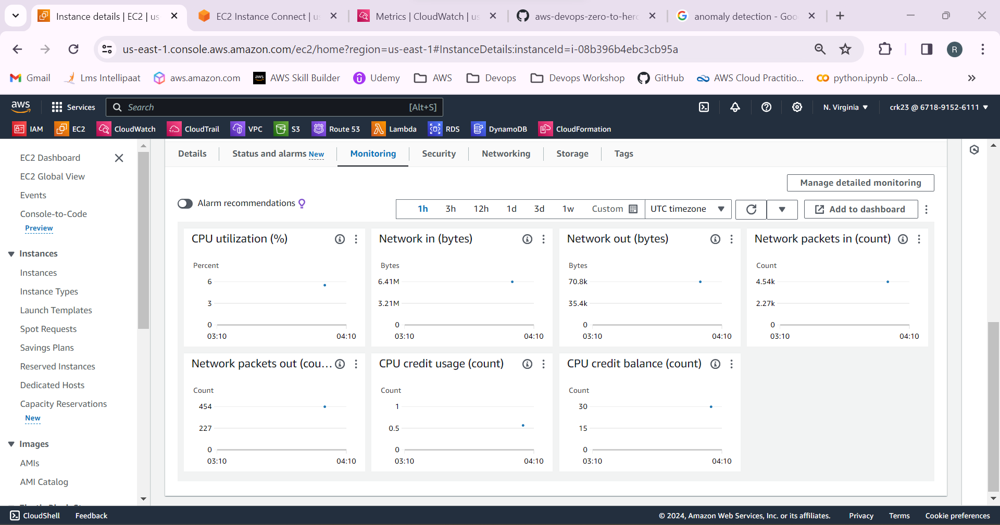 Instance details | EC2 | us
EC2 Instance Connect | u
Metrics | CloudWatch | us
aws-devops-zero-to-herc
anomaly detection - Goo
us-east-1.console.aws.amazon.com/ec2/home?region=us-east-1#InstanceDetails:instanceId=i-08b396b4ebc3cb95a
R
Gmail
Lms Intellipaat
aws.amazon.com
aws
AWS Skill Builder
Udemy
AWS
Devops
Devops Workshop
GitHub
AWS Cloud Practitio...
python.ipynb - Cola...
aws
Services
Search
[Alt+S]
N. Virginia
crk23 @ 6718-9152-6111
IAM
EC2
CloudWatch
CloudTrail
VPC
S3
Route 53
Lambda
RDS
DynamoDB
CloudFormation
EC2 Dashboard
EC2 Global View
Events
Console-to-Code
Preview
Instances
Instances
Instance Types
Launch Templates
Spot Requests
Savings Plans
Reserved Instances
Dedicated Hosts
Capacity Reservations
New
Images
AMIs
AMI Catalog
Details
Status and alarms New
Monitoring
Security
Networking
Storage
Tags
Manage detailed monitoring
Alarm recommendations
1h
3h
12h
1d
3d
1w
Custom
UTC timezone
Add to dashboard
CPU utilization (%)
Percent
6
3
0
03:10
04:10
Network in (bytes)
Bytes
6.41M
3.21M
0
03:10
04:10
Network out (bytes)
Bytes
70.8k
35.4k
0
03:10
04:10
Network packets in (count)
Count
4.54k
2.27k
0
03:10
04:10
Network packets out (cou...
Count
454
227
0
03:10
04:10
CPU credit usage (count)
Count
1
0.5
0
03:10
04:10
CPU credit balance (count)
Count
30
15
0
03:10
04:10
CloudShell
Feedback
© 2024, Amazon Web Services, Inc. or its affiliates.
Privacy
Terms
Cookie preferences